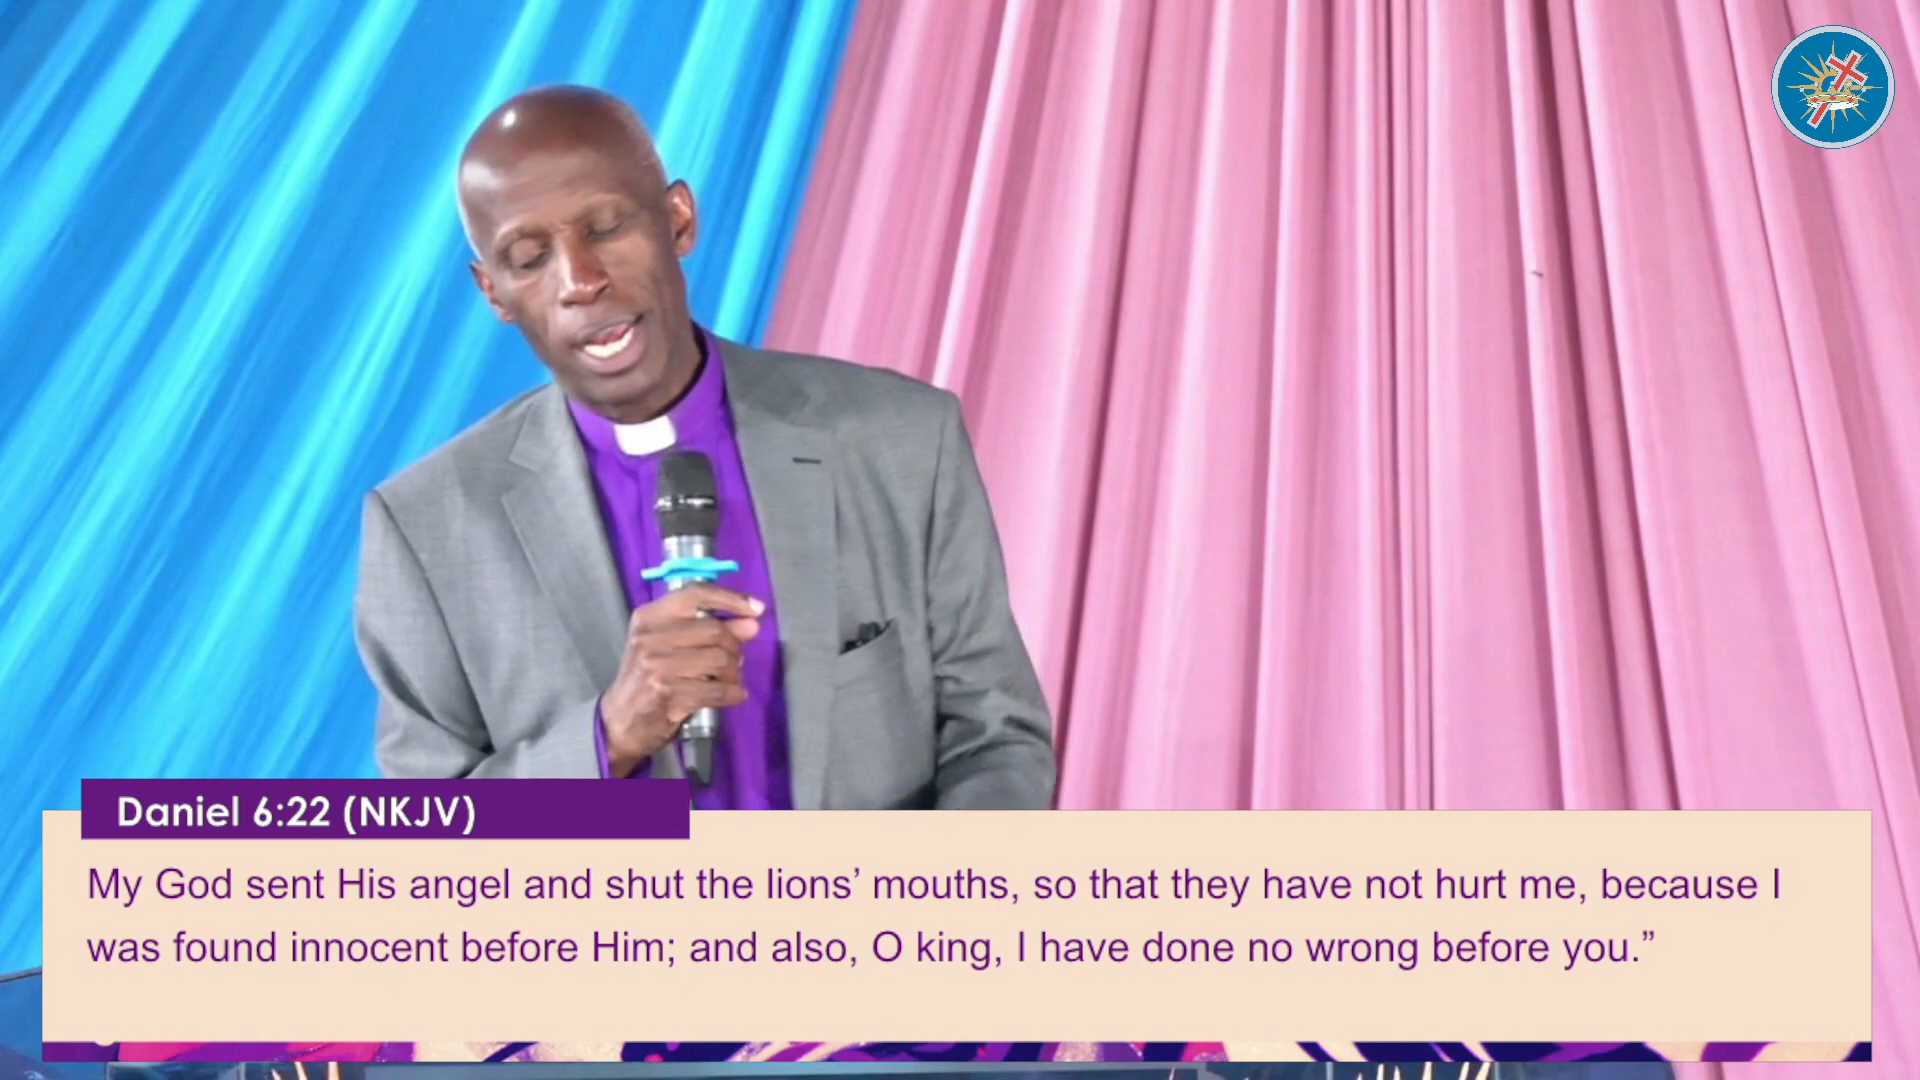 Daniel 6:22 (NKJV)
My God sent His angel and shut the lions’ mouths, so that they have not hurt me, because I
was found innocent before Him; and also, O king, I have done no wrong before you.”